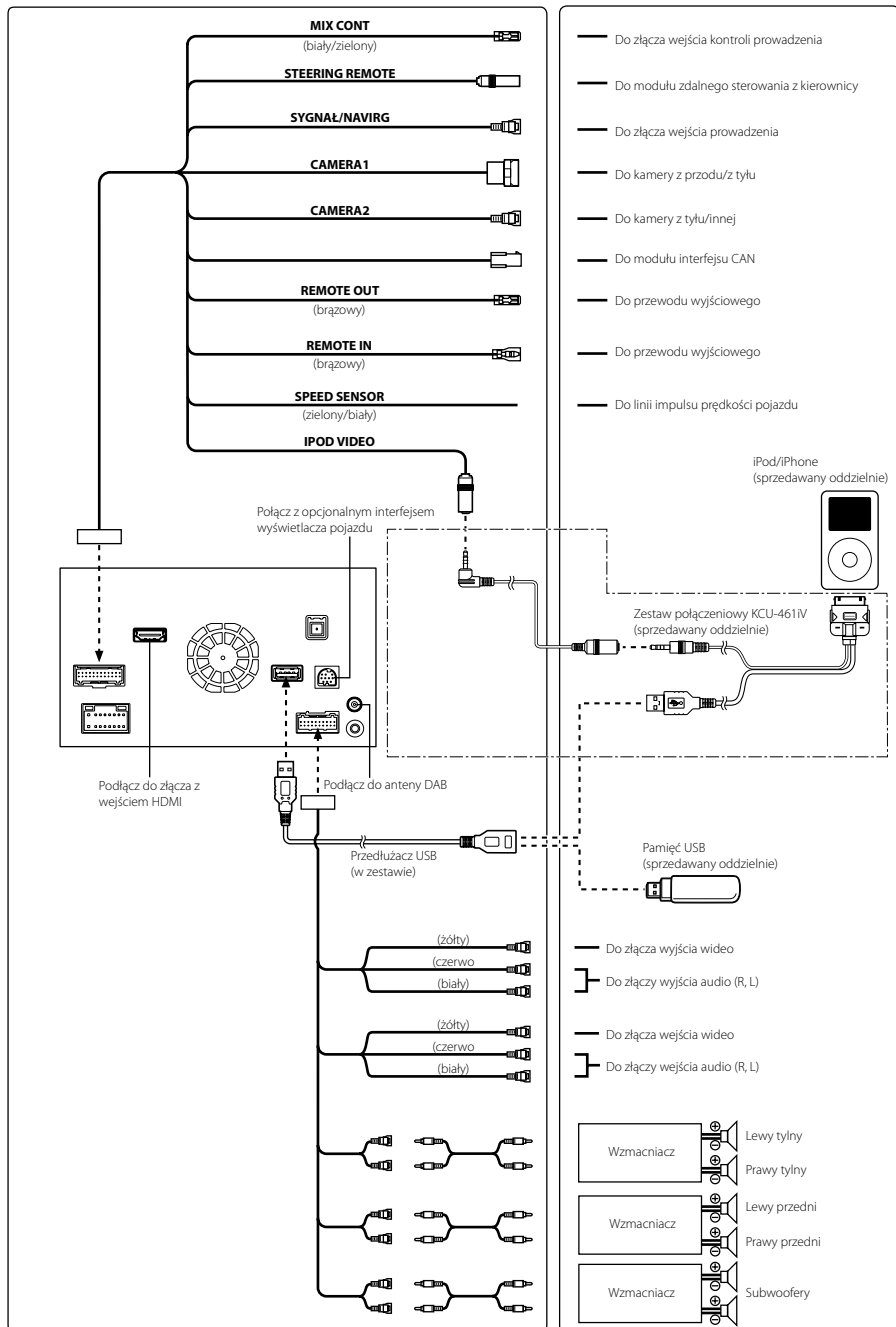 MIX CONT
(biały/zielony)
Do złącza wejścia kontroli prowadzenia
STEERING REMOTE
Do modułu zdalnego sterowania z kierownicy
SYGNAŁ/NAVIRG
Do złącza wejścia prowadzenia
CAMERA1
Do kamery z przodu/z tyłu
CAMERA2
Do kamery z tyłu/innej
Do modułu interfejsu CAN
REMOTE OUT
(brązowy)
Do przewodu wyjściowego
REMOTE IN
(brązowy)
Do przewodu wyjściowego
SPEED SENSOR
(zielony/biały)
Do linii impulsu prędkości pojazdu
IPOD VIDEO
iPod/iPhone
(sprzedawany oddzielnie)
Połącz z opcjonalnym interfejsem
wyświetlacza pojazdu
Zestaw połączeniowy KCU-461iV
(sprzedawany oddzielnie)
Podłącz do złącza z
wejściem HDMI
Podłącz do anteny DAB
Przedłużacz USB
(w zestawie)
Pamięć USB
(sprzedawany oddzielnie)
(żółty)
Do złącza wyjścia wideo
(czerwo
(biały)
Do złączy wyjścia audio (R, L)
(żółty)
Do złącza wejścia wideo
(czerwo
(biały)
Do złączy wejścia audio (R, L)
Wzmacniacz
Lewy tylny
Prawy tylny
Wzmacniacz
Lewy przedni
Prawy przedni
Wzmacniacz
Subwoofery